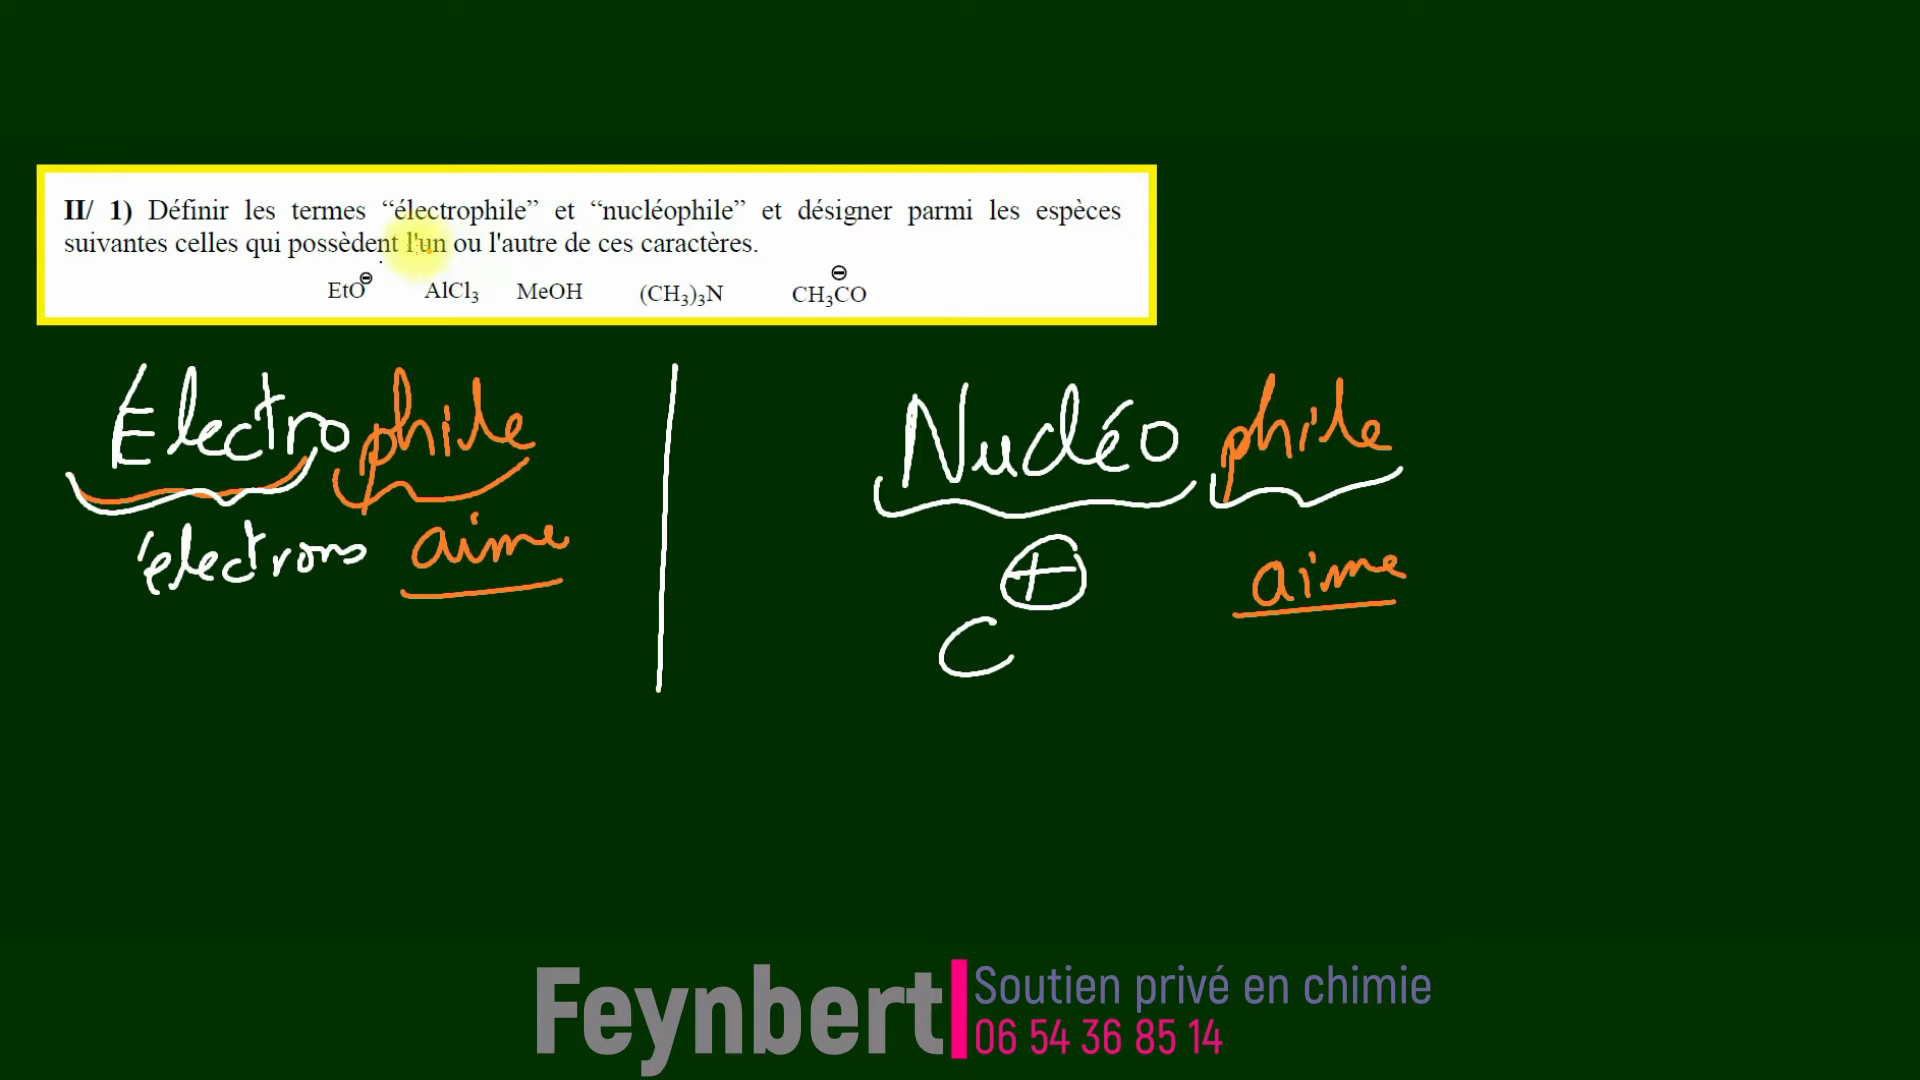 II/ 1) Définir les termes “électrophile” et “nucléophile” et désigner parmi les espèces
suivantes celles qui possèdent l'un ou l'autre de ces caractères.
EtO⊖ AlCl₃ MeOH (CH₃)₃N CH₃CO⊖
Électrophile
Nucléophile
électrons aime
⊕ aime
C
Feynbert
Soutien privé en chimie
06 54 36 85 14